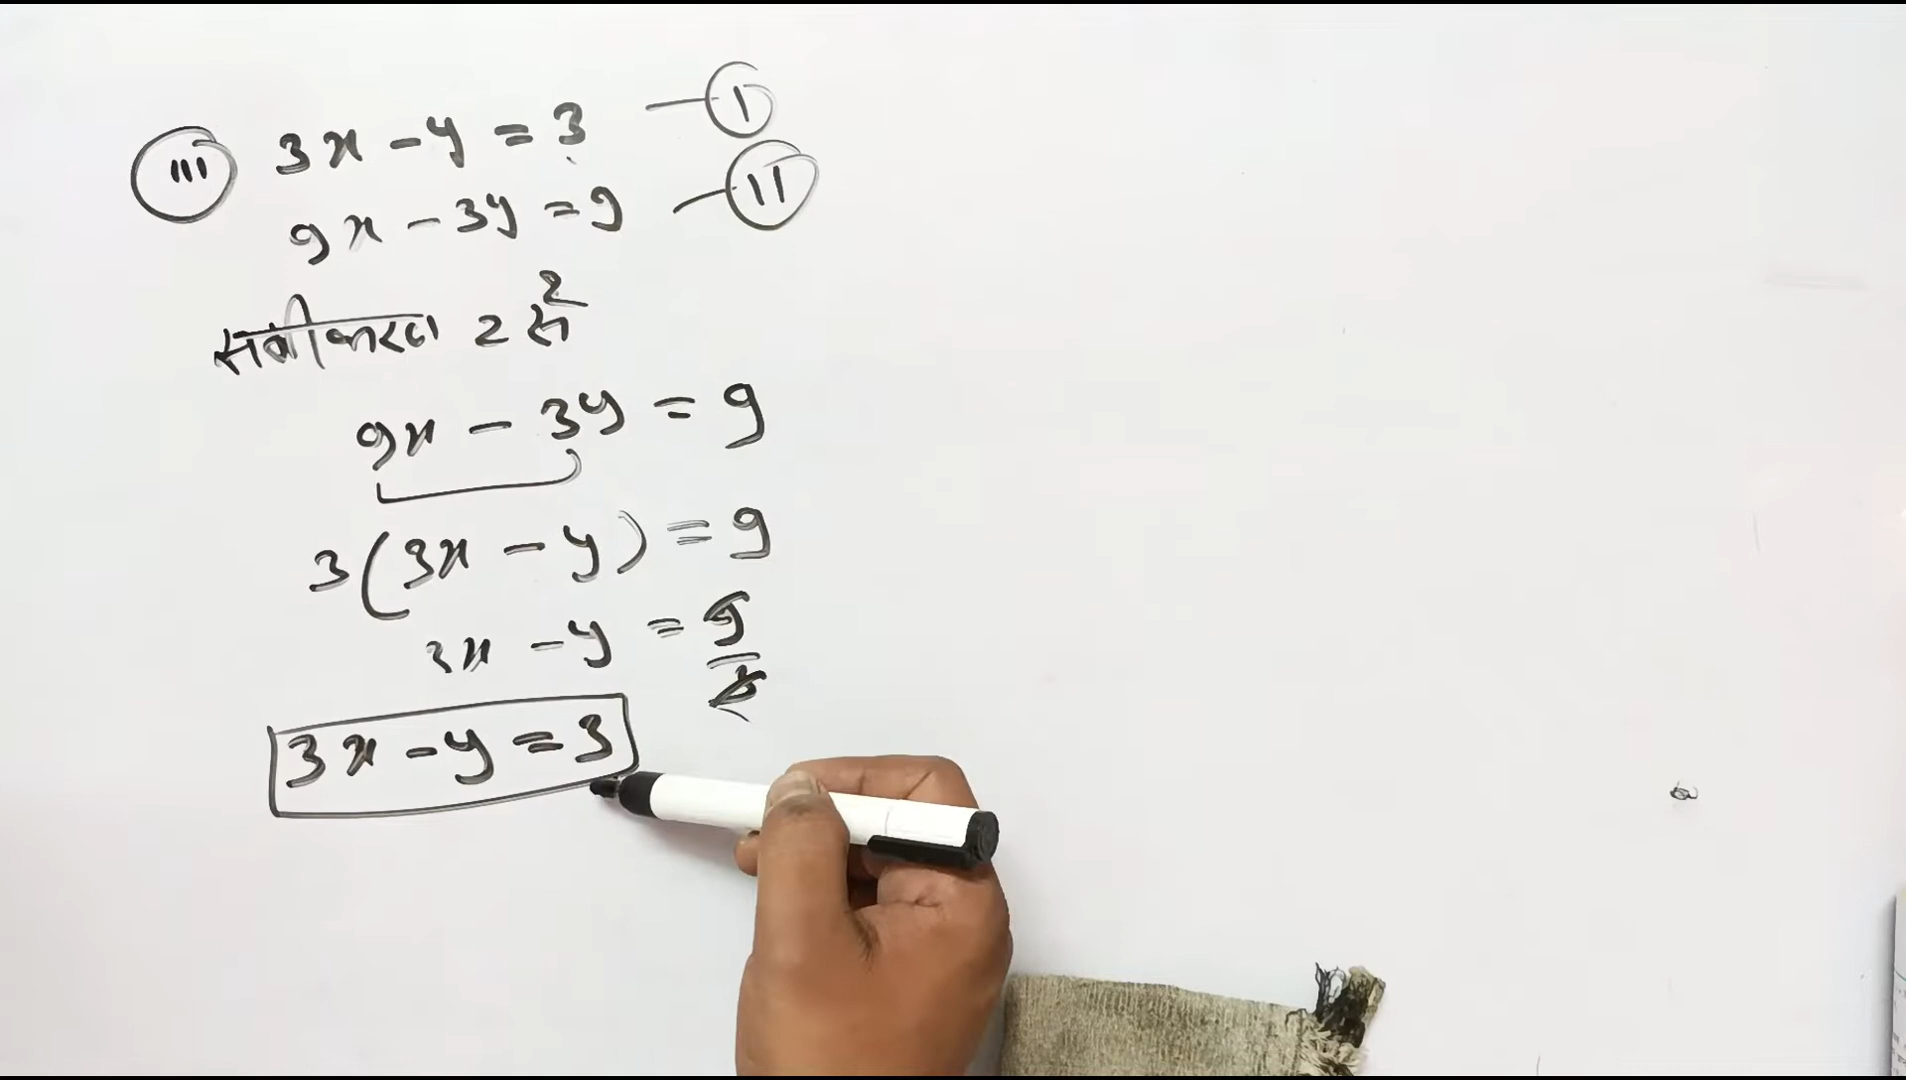 III 3x - y = 3 — I
9x - 3y = 9 — II
समीकरण 2 से
9x - 3y = 9
3(3x - y) = 9
3x - y = 9/3
3x - y = 3